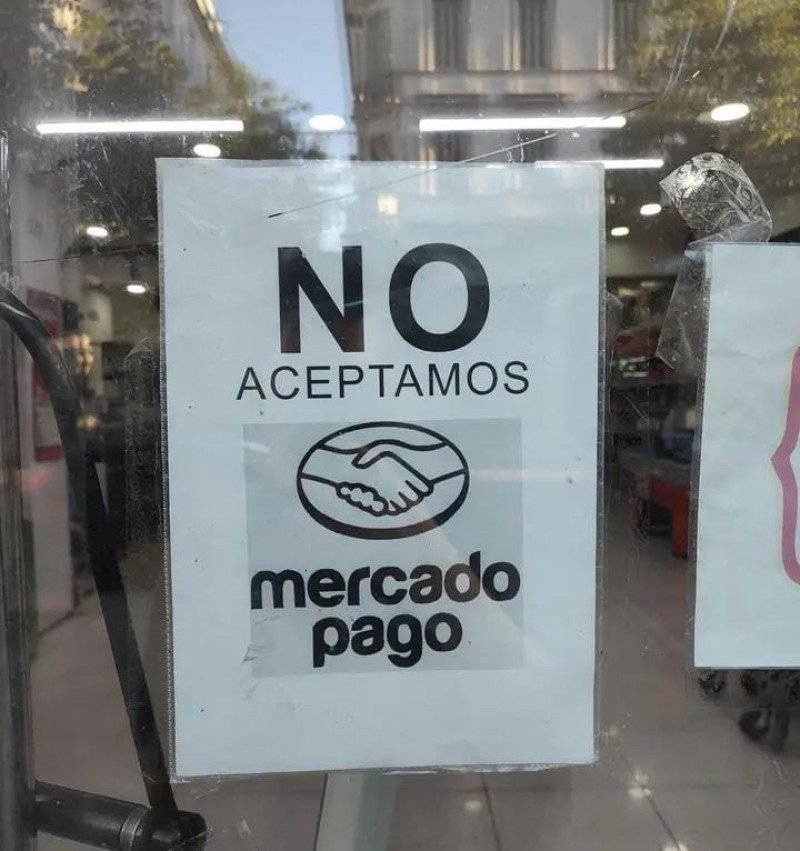 NO
ACEPTAMOS
mercado
pago